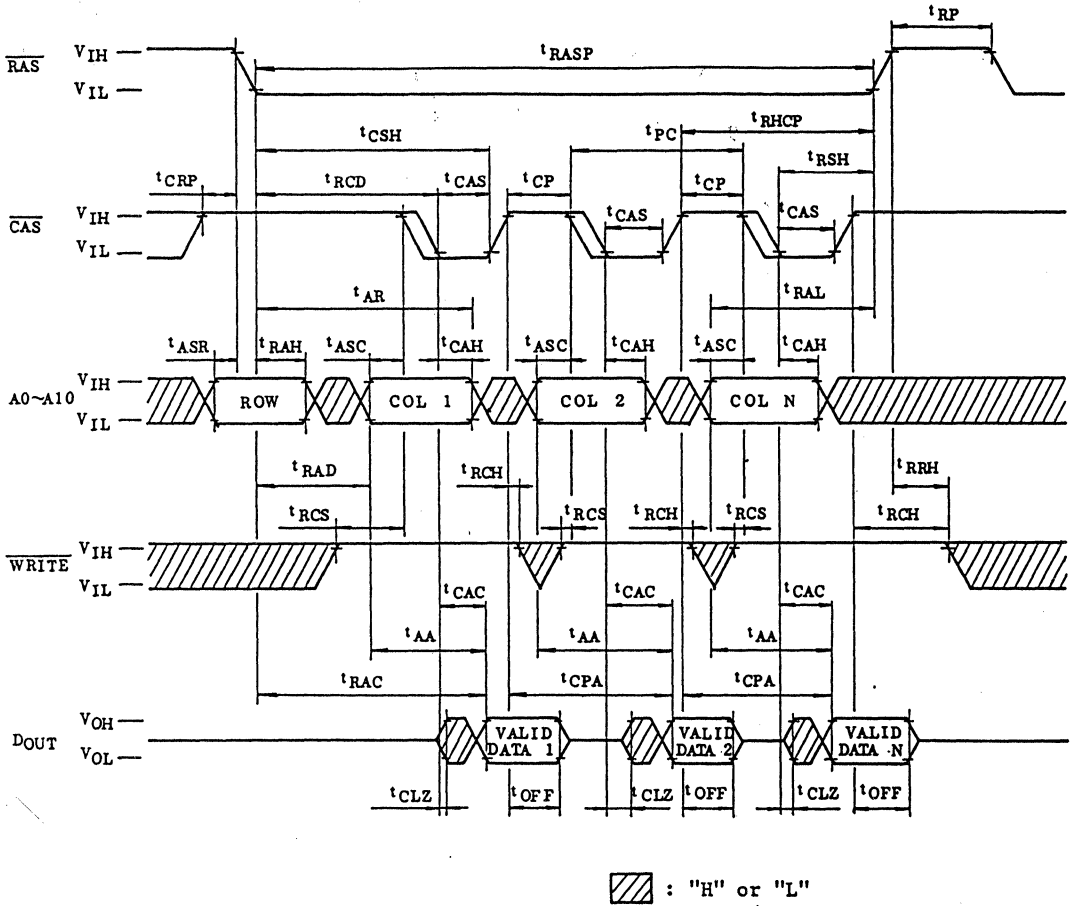 tRP
RAS VIH tRASP
VIL
tRHCP
tCSH tPC
tRSH
tCRP tRCD tCAS tCP tCP
CAS VIH tCAS tCAS
VIL
tAR tRAL
tASR tRAH tASC tCAH tASC tCAH tASC tCAH
A0~A10 VIH ROW COL 1 COL 2 COL N
VIL
tRAD tRCH tRRH
tRCS tRCS tRCH tRCS tRCH
WRITE VIH
VIL
tCAC tCAC tCAC
tAA tAA tAA
tRAC tCPA tCPA
DOUT VOH VALID DATA 1 VALID DATA 2 VALID DATA N
VOL
tCLZ tOFF tCLZ tOFF tCLZ tOFF
: "H" or "L"